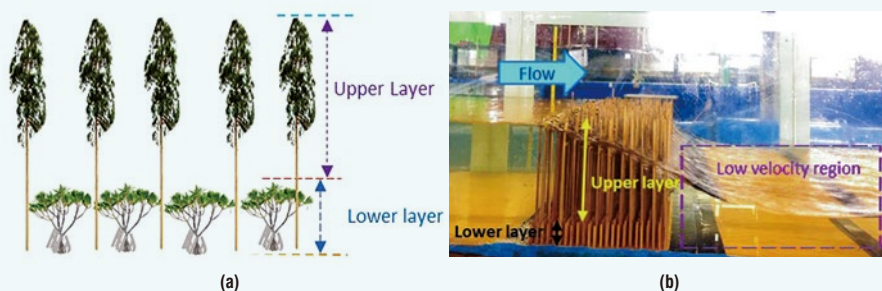 Upper Layer
Lower layer
(a)
Flow
Upper layer
Low velocity region
Lower layer
(b)